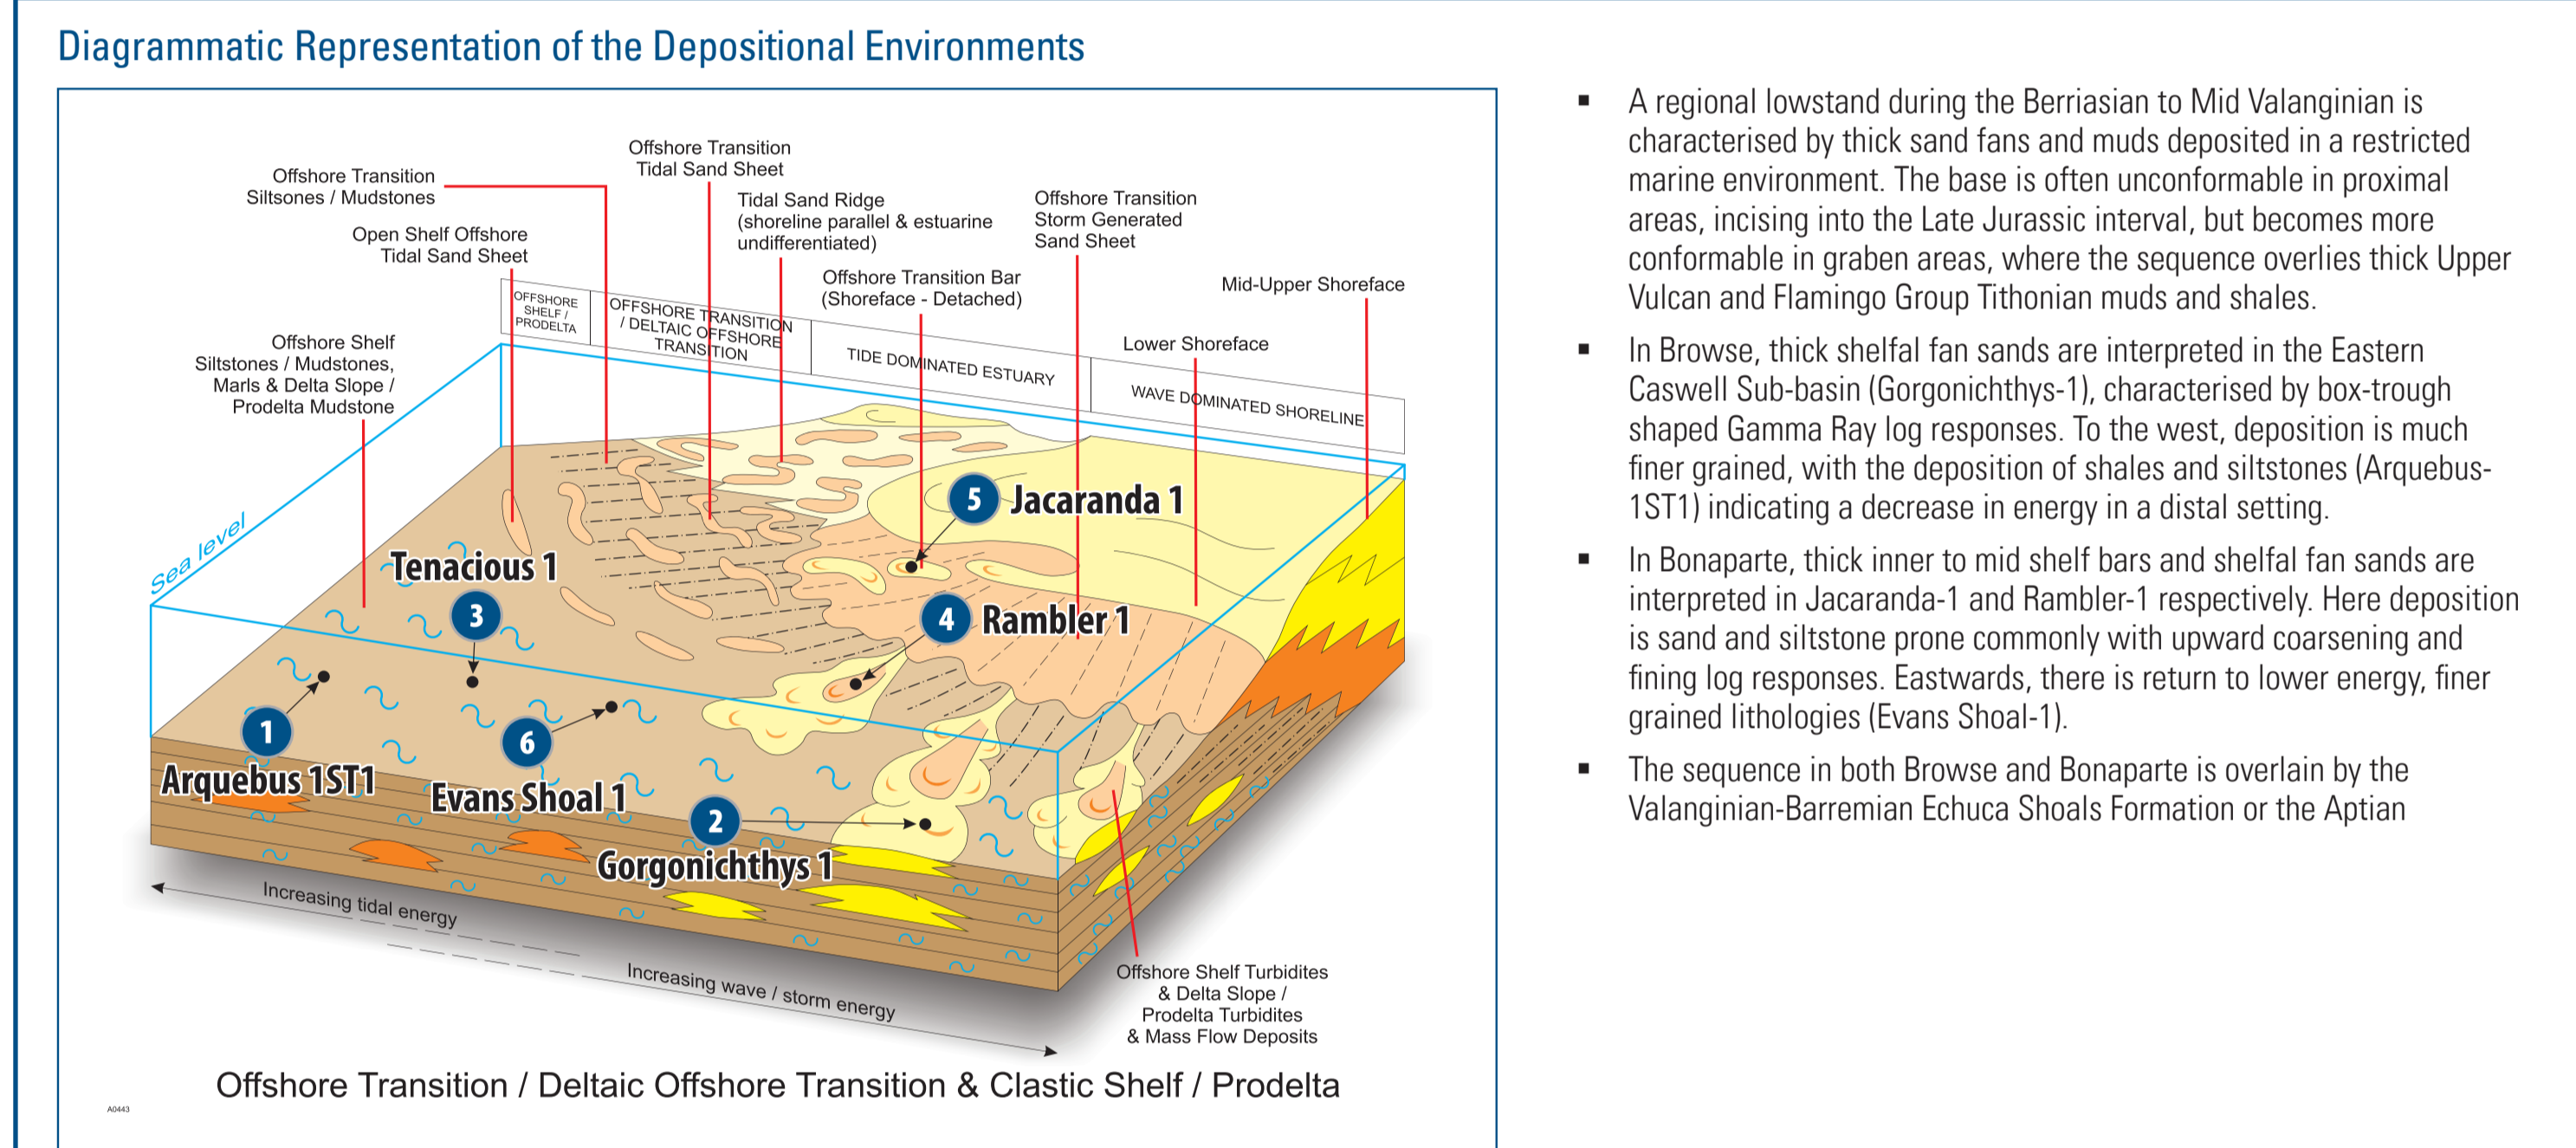 Diagrammatic Representation of the Depositional Environments
Offshore Transition
Tidal Sand Sheet
Offshore Transition
Siltsones / Mudstones
Tidal Sand Ridge
(shoreline parallel & estuarine
undifferentiated)
Offshore Transition
Storm Generated
Sand Sheet
Open Shelf Offshore
Tidal Sand Sheet
Offshore Transition Bar
(Shoreface - Detached)
Mid-Upper Shoreface
Offshore Shelf
Siltstones / Mudstones,
Marls & Delta Slope /
Prodelta Mudstone
Lower Shoreface
OFFSHORE
SHELF /
PRODELTA
OFFSHORE TRANSITION
/ DELTAIC OFFSHORE
TRANSITION
TIDE DOMINATED ESTUARY
WAVE DOMINATED SHORELINE
Sea level
5 Jacaranda 1
Tenacious 1
3
4 Rambler 1
1
Arquebus 1ST1
6
Evans Shoal 1
2
Gorgonichthys 1
Increasing tidal energy
Increasing wave / storm energy
Offshore Shelf Turbidites
& Delta Slope /
Prodelta Turbidites
& Mass Flow Deposits
Offshore Transition / Deltaic Offshore Transition & Clastic Shelf / Prodelta
A0443
▪ A regional lowstand during the Berriasian to Mid Valanginian is
characterised by thick sand fans and muds deposited in a restricted
marine environment. The base is often unconformable in proximal
areas, incising into the Late Jurassic interval, but becomes more
conformable in graben areas, where the sequence overlies thick Upper
Vulcan and Flamingo Group Tithonian muds and shales.
▪ In Browse, thick shelfal fan sands are interpreted in the Eastern
Caswell Sub-basin (Gorgonichthys-1), characterised by box-trough
shaped Gamma Ray log responses. To the west, deposition is much
finer grained, with the deposition of shales and siltstones (Arquebus-
1ST1) indicating a decrease in energy in a distal setting.
▪ In Bonaparte, thick inner to mid shelf bars and shelfal fan sands are
interpreted in Jacaranda-1 and Rambler-1 respectively. Here deposition
is sand and siltstone prone commonly with upward coarsening and
fining log responses. Eastwards, there is return to lower energy, finer
grained lithologies (Evans Shoal-1).
▪ The sequence in both Browse and Bonaparte is overlain by the
Valanginian-Barremian Echuca Shoals Formation or the Aptian